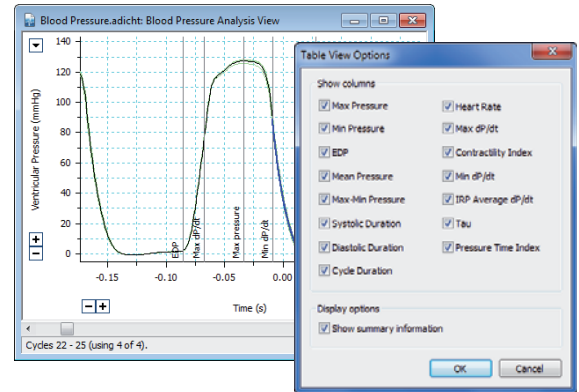 Blood Pressure.adicht: Blood Pressure Analysis View
Ventricular Pressure (mmHg)
140
120
100
80
60
40
20
0
EDP
Max dP/dt
Max pressure
Min dP/dt
-0.15
-0.10
-0.05
0.00
Time (s)
Cycles 22 - 25 (using 4 of 4).
Table View Options
Show columns
Max Pressure
Min Pressure
EDP
Mean Pressure
Max-Min Pressure
Systolic Duration
Diastolic Duration
Cycle Duration
Heart Rate
Max dP/dt
Contractility Index
Min dP/dt
IRP Average dP/dt
Tau
Pressure Time Index
Display options
Show summary information
OK
Cancel